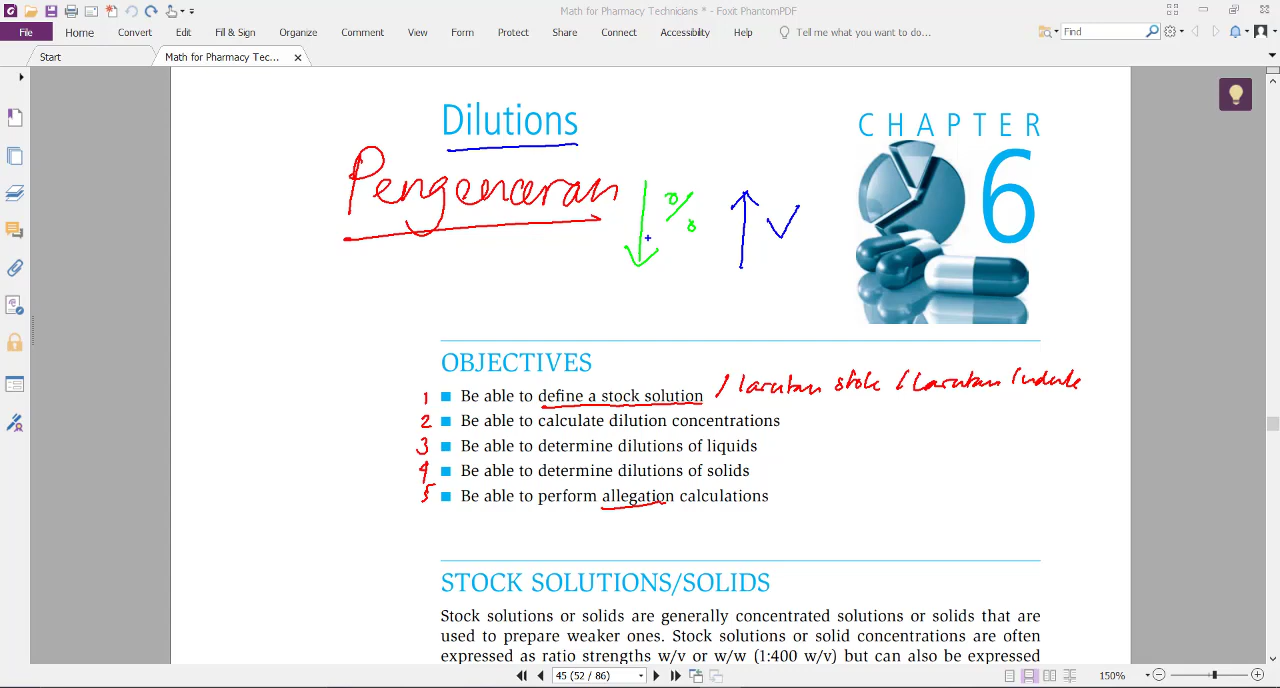 Math for Pharmacy Technicians * - Foxit PhantomPDF
File Home Convert Edit Fill & Sign Organize Comment View Form Protect Share Connect Accessibility Help Tell me what you want to do... Find
Start Math for Pharmacy Tec...
Dilutions
CHAPTER
6
Pengenceran
% V
OBJECTIVES
1 Be able to define a stock solution / larutan stok / Larutan induk
2 Be able to calculate dilution concentrations
3 Be able to determine dilutions of liquids
4 Be able to determine dilutions of solids
5 Be able to perform allegation calculations
STOCK SOLUTIONS/SOLIDS
Stock solutions or solids are generally concentrated solutions or solids that are
used to prepare weaker ones. Stock solutions or solid concentrations are often
expressed as ratio strengths w/v or w/w (1:400 w/v) but can also be expressed
45 (52 / 86) 150%